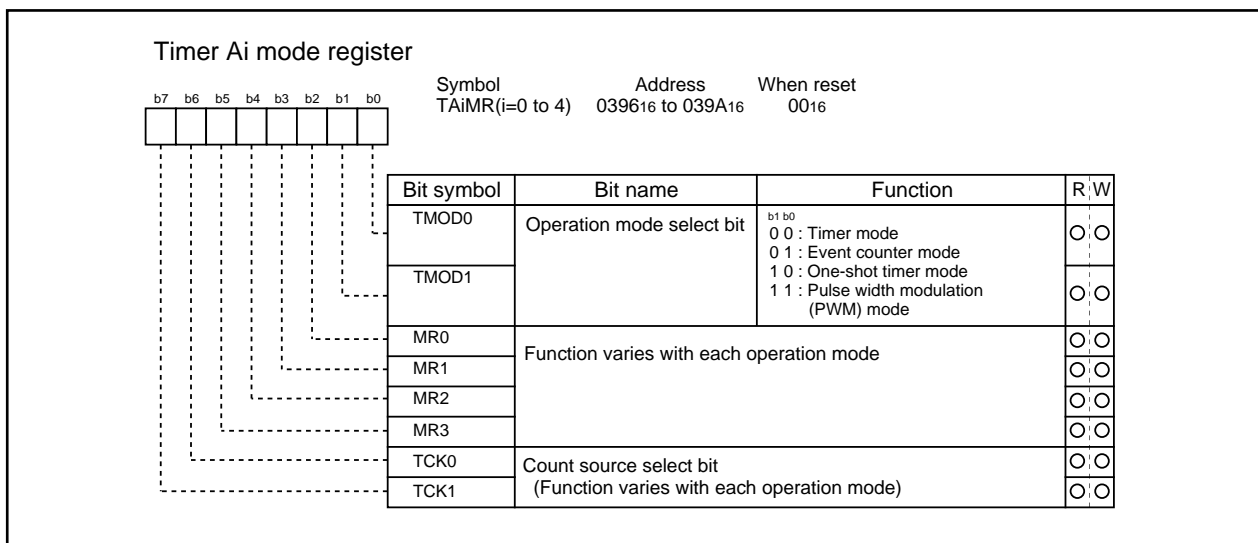 Timer Ai mode register
Symbol Address When reset
TAiMR(i=0 to 4) 039616 to 039A16 0016
b7 b6 b5 b4 b3 b2 b1 b0
Bit symbol Bit name Function R W
TMOD0 Operation mode select bit b1 b0
0 0 : Timer mode
0 1 : Event counter mode
TMOD1 1 0 : One-shot timer mode
1 1 : Pulse width modulation
(PWM) mode
MR0 Function varies with each operation mode
MR1
MR2
MR3
TCK0 Count source select bit
TCK1 (Function varies with each operation mode)